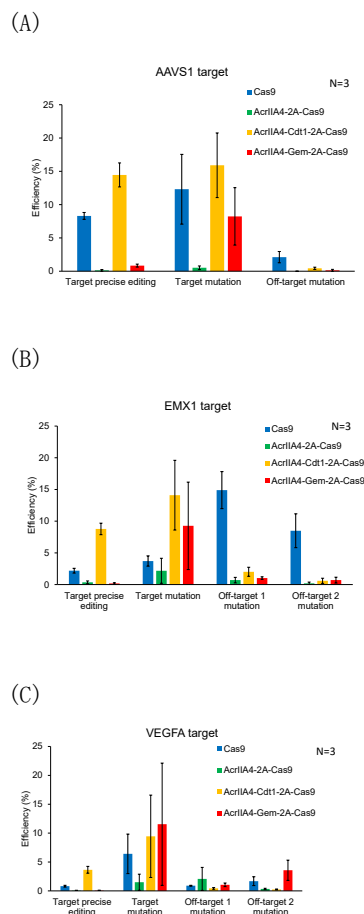 (A)
AAVS1 target
N=3
Cas9
AcrIIA4-2A-Cas9
AcrIIA4-Cdt1-2A-Cas9
AcrIIA4-Gem-2A-Cas9
Efficiency (%)
25
20
15
10
5
0
Target precise editing
Target mutation
Off-target mutation
(B)
EMX1 target
N=3
Cas9
AcrIIA4-2A-Cas9
AcrIIA4-Cdt1-2A-Cas9
AcrIIA4-Gem-2A-Cas9
Efficiency (%)
25
20
15
10
5
0
Target precise
editing
Target mutation
Off-target 1
mutation
Off-target 2
mutation
(C)
VEGFA target
N=3
Cas9
AcrIIA4-2A-Cas9
AcrIIA4-Cdt1-2A-Cas9
AcrIIA4-Gem-2A-Cas9
Efficiency (%)
25
20
15
10
5
0
Target precise
editing
Target
mutation
Off-target 1
mutation
Off-target 2
mutation